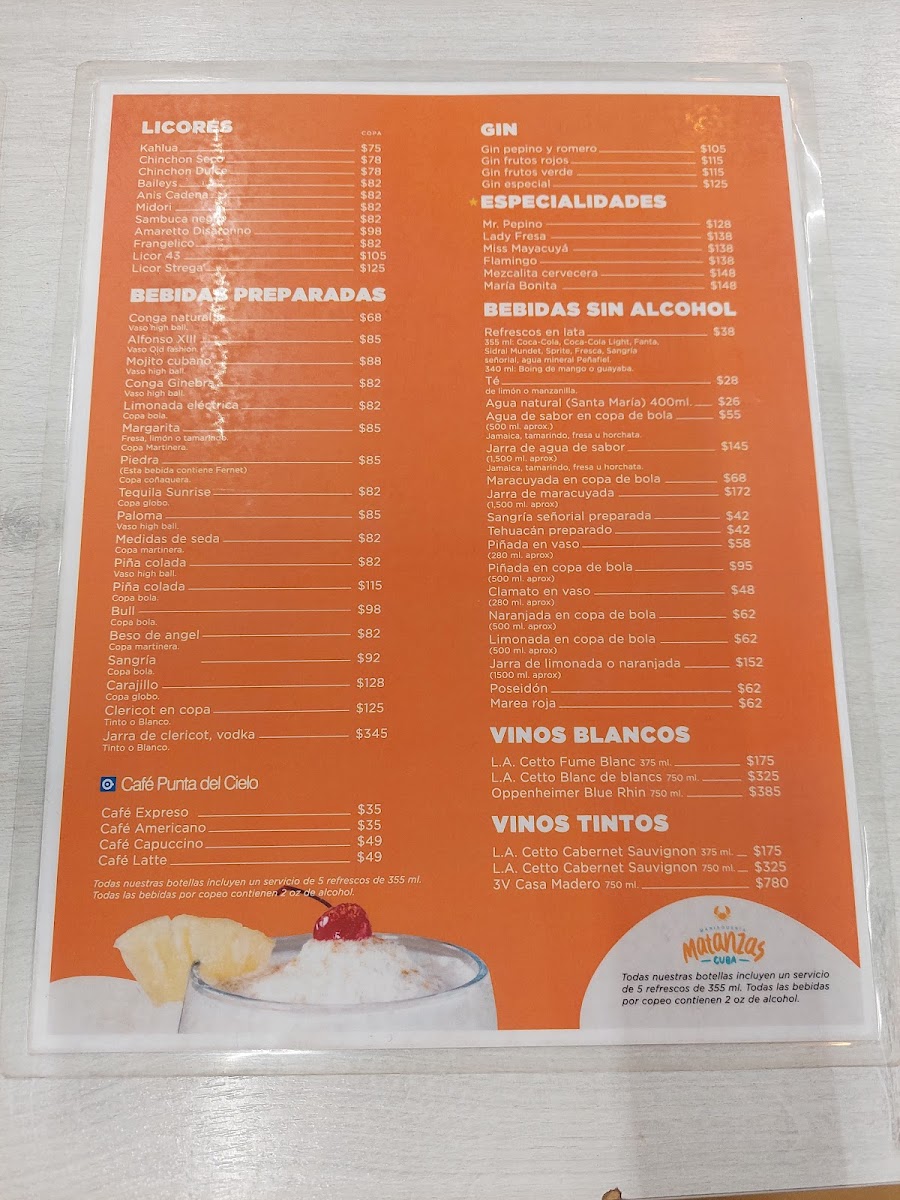 LICORES
COPA
Kahlua $75
Chinchon Seco $78
Chinchon Dulce $78
Baileys $82
Anis Cadena $82
Midori $82
Sambuca negro $82
Amaretto Disaronno $98
Frangelico $82
Licor 43 $105
Licor Strega $125
BEBIDAS PREPARADAS
Conga natural $68
Vaso high ball.
Alfonso XIII $85
Vaso Old fashion
Mojito cubano $88
Vaso high ball.
Conga Ginebra $82
Vaso high ball.
Limonada eléctrica $82
Copa bola.
Margarita $85
Fresa, limón o tamarindo.
Copa Martinera.
Piedra $85
(Esta bebida contiene Fernet)
Copa coñaquera.
Tequila Sunrise $82
Copa globo.
Paloma $85
Vaso high ball.
Medidas de seda $82
Copa martinera.
Piña colada $82
Vaso high ball.
Piña colada $115
Copa bola.
Bull $98
Copa bola.
Beso de angel $82
Copa martinera.
Sangría $92
Copa bola.
Carajillo $128
Copa globo.
Clericot en copa $125
Tinto o Blanco.
Jarra de clericot, vodka $345
Tinto o Blanco.
Café Punta del Cielo
Café Expreso $35
Café Americano $35
Café Capuccino $49
Café Latte $49
Todas nuestras botellas incluyen un servicio de 5 refrescos de 355 ml.
Todas las bebidas por copeo contienen 2 oz de alcohol.
GIN
Gin pepino y romero $105
Gin frutos rojos $115
Gin frutos verde $115
Gin especial $125
ESPECIALIDADES
Mr. Pepino $128
Lady Fresa $138
Miss Mayacuyá $138
Flamingo $138
Mezcalita cervecera $148
María Bonita $148
BEBIDAS SIN ALCOHOL
Refrescos en lata $38
355 ml: Coca-Cola, Coca-Cola Light, Fanta,
Sidral Mundet, Sprite, Fresca, Sangría
señorial, agua mineral Peñafiel.
340 ml: Boing de mango o guayaba.
Té $28
de limón o manzanilla.
Agua natural (Santa María) 400ml. $26
Agua de sabor en copa de bola $55
(500 ml. aprox.)
Jamaica, tamarindo, fresa u horchata.
Jarra de agua de sabor $145
(1,500 ml. aprox)
Jamaica, tamarindo, fresa u horchata.
Maracuyada en copa de bola $68
Jarra de maracuyada $172
(1,500 ml. aprox)
Sangría señorial preparada $42
Tehuacán preparado $42
Piñada en vaso $58
(280 ml. aprox)
Piñada en copa de bola $95
(500 ml. aprox)
Clamato en vaso $48
(280 ml. aprox)
Naranjada en copa de bola $62
(500 ml. aprox)
Limonada en copa de bola $62
(500 ml. aprox)
Jarra de limonada o naranjada $152
(1500 ml. aprox)
Poseidón $62
Marea roja $62
VINOS BLANCOS
L.A. Cetto Fume Blanc 375 ml. $175
L.A. Cetto Blanc de blancs 750 ml. $325
Oppenheimer Blue Rhin 750 ml. $385
VINOS TINTOS
L.A. Cetto Cabernet Sauvignon 375 ml. $175
L.A. Cetto Cabernet Sauvignon 750 ml. $325
3V Casa Madero 750 ml. $780
MARISQUERÍA
Matanzas
CUBA
Todas nuestras botellas incluyen un servicio
de 5 refrescos de 355 ml. Todas las bebidas
por copeo contienen 2 oz de alcohol.